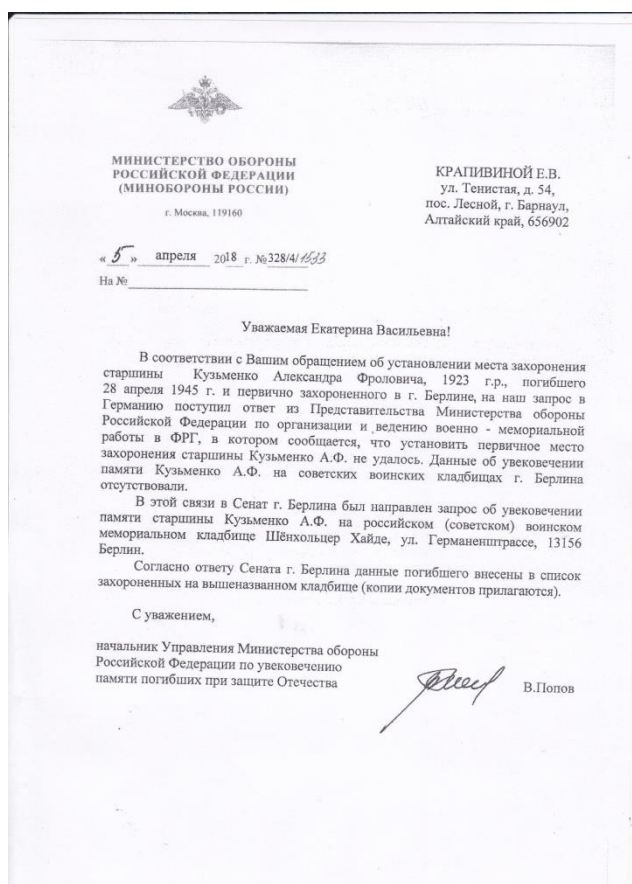 МИНИСТЕРСТВО ОБОРОНЫ
РОССИЙСКОЙ ФЕДЕРАЦИИ
(МИНОБОРОНЫ РОССИИ)
г. Москва, 119160
«5» апреля 2018 г. №328/4/1533
На №
КРАПИВИНОЙ Е.В.
ул. Тенистая, д. 54,
пос. Лесной, г. Барнаул,
Алтайский край, 656902
Уважаемая Екатерина Васильевна!
В соответствии с Вашим обращением об установлении места захоронения
старшины Кузьменко Александра Фроловича, 1923 г.р., погибшего
28 апреля 1945 г. и первично захороненного в г. Берлине, на наш запрос в
Германию поступил ответ из Представительства Министерства обороны
Российской Федерации по организации и ведению военно - мемориальной
работы в ФРГ, в котором сообщается, что установить первичное место
захоронения старшины Кузьменко А.Ф. не удалось. Данные об увековечении
памяти Кузьменко А.Ф. на советских воинских кладбищах г. Берлина
отсутствовали.
В этой связи в Сенат г. Берлина был направлен запрос об увековечении
памяти старшины Кузьменко А.Ф. на российском (советском) воинском
мемориальном кладбище Шёнхольцер Хайде, ул. Германенштрассе, 13156
Берлин.
Согласно ответу Сената г. Берлина данные погибшего внесены в список
захороненных на вышеназванном кладбище (копии документов прилагаются).
С уважением,
начальник Управления Министерства обороны
Российской Федерации по увековечению
памяти погибших при защите Отечества
В.Попов